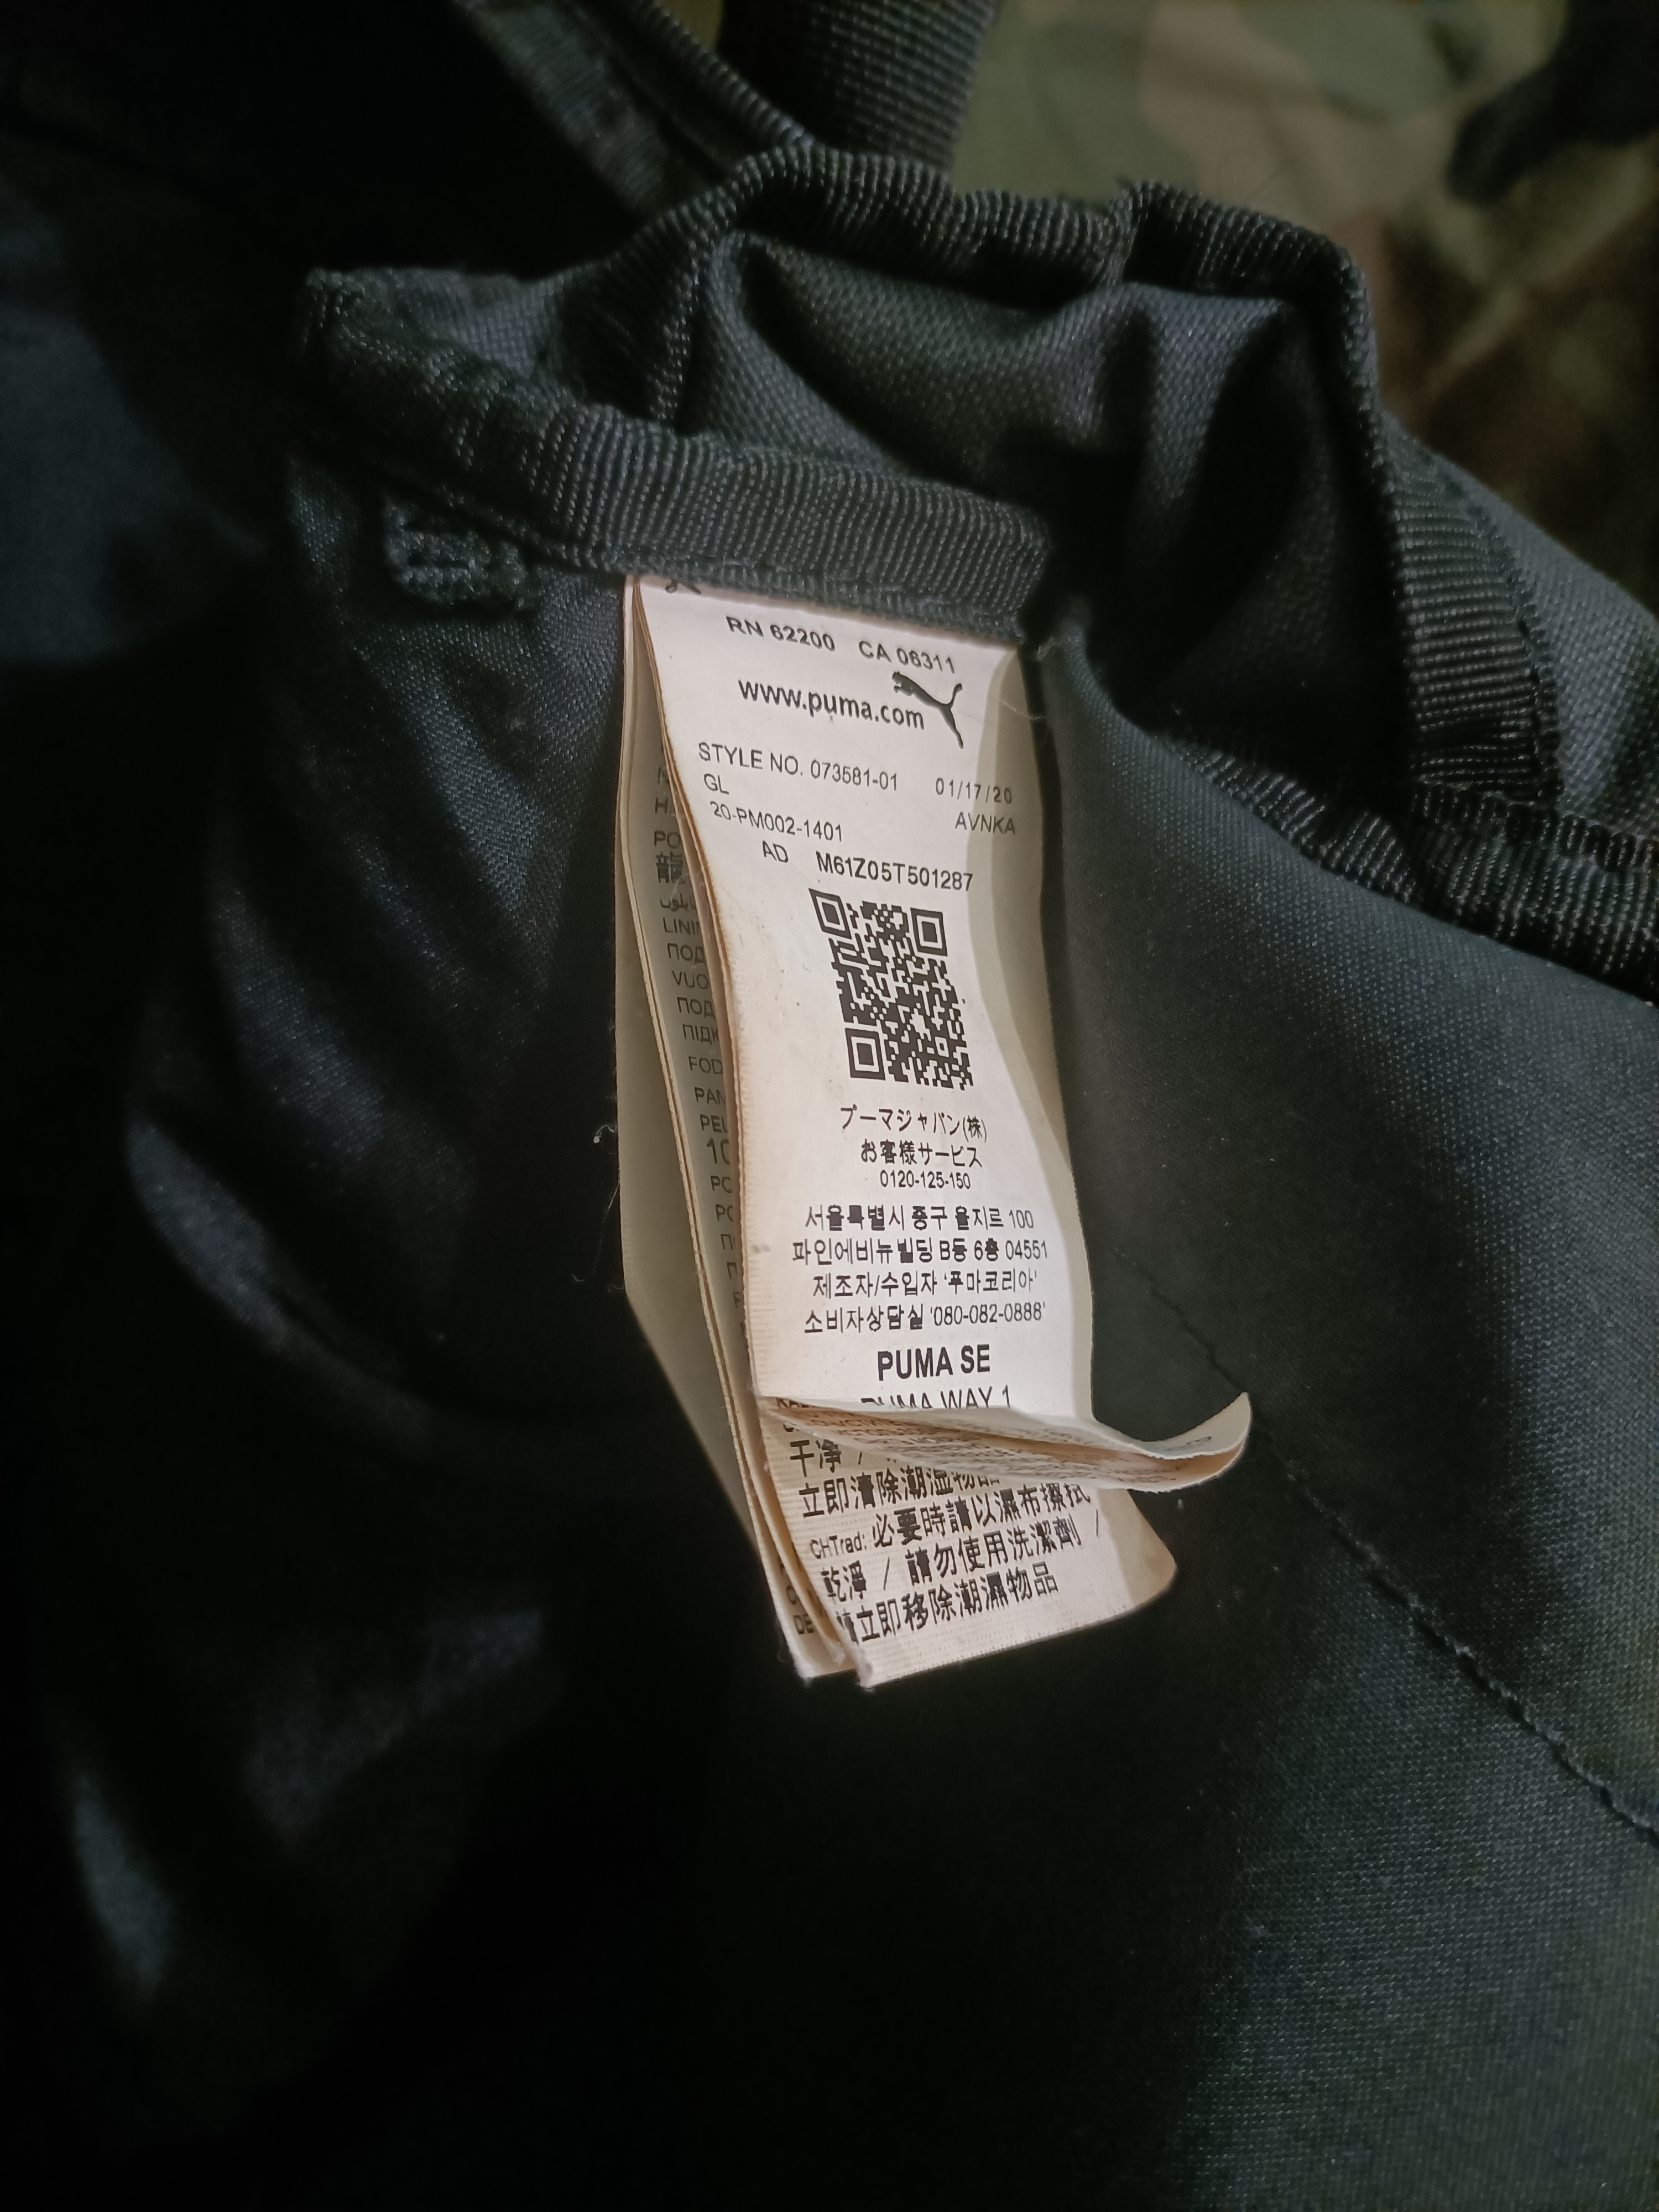 RN 62200 CA 06311
www.puma.com
STYLE NO. 073581-01 01/17/20
GL AVNKA
20-PM002-1401
AD M61Z05T501287
プーマジャパン(株)
お客様サービス
0120-125-150
서울특별시 중구 을지로 100
파인에비뉴빌딩 B동 6층 04551
제조자/수입자 '푸마코리아'
소비자상담실 '080-082-0888'
PUMA SE
PUMA WAY 1
干净 /
立即清除潮湿物品
CHTrad: 必要時請以濕布擦拭
乾淨 / 請勿使用洗潔劑 /
請立即移除潮濕物品
龍
10